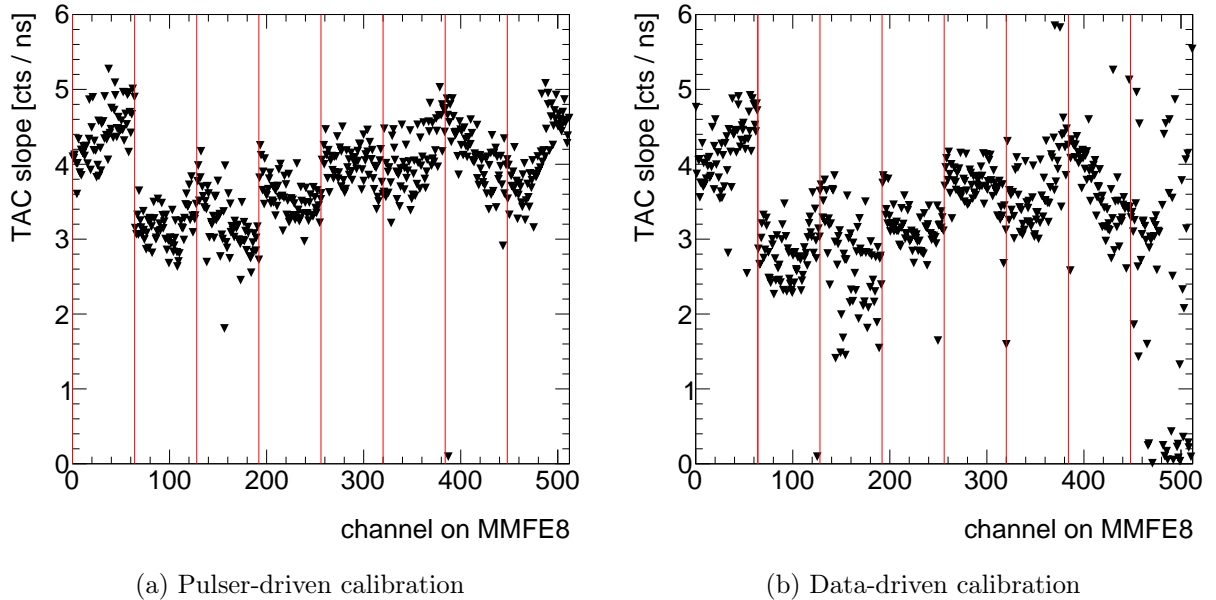 TAC slope [cts / ns]
6
5
4
3
2
1
0
0 100 200 300 400 500
channel on MMFE8
(a) Pulser-driven calibration
TAC slope [cts / ns]
6
5
4
3
2
1
0
0 100 200 300 400 500
channel on MMFE8
(b) Data-driven calibration